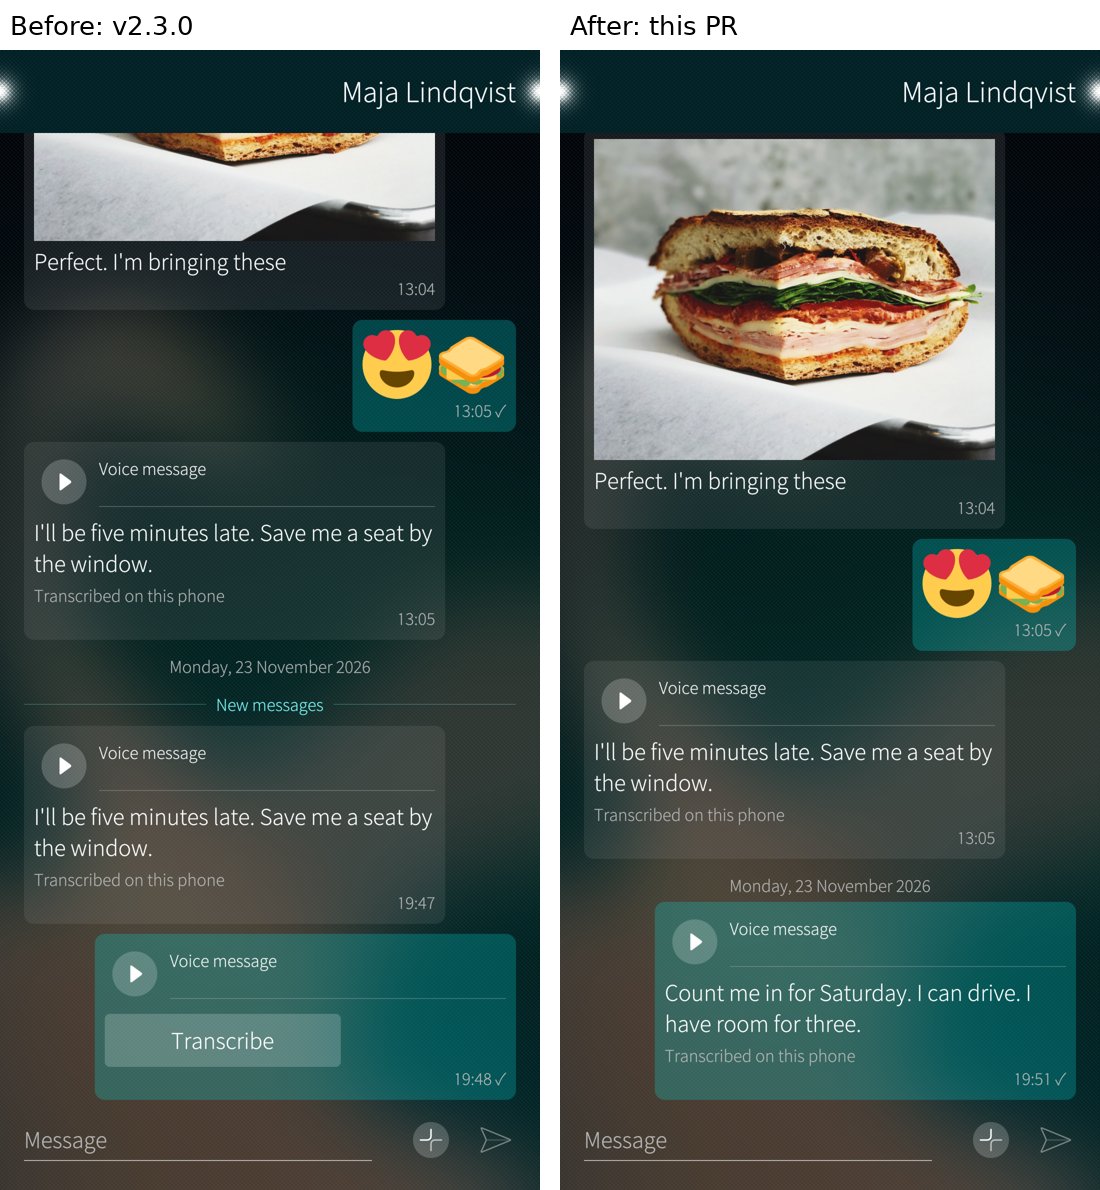 Before: v2.3.0
Maja Lindqvist
Perfect. I'm bringing these
13:04
13:05 ✓
Voice message
I'll be five minutes late. Save me a seat by
the window.
Transcribed on this phone
13:05
Monday, 23 November 2026
New messages
Voice message
I'll be five minutes late. Save me a seat by
the window.
Transcribed on this phone
19:47
Voice message
Transcribe
19:48 ✓
Message
After: this PR
Maja Lindqvist
Perfect. I'm bringing these
13:04
13:05 ✓
Voice message
I'll be five minutes late. Save me a seat by
the window.
Transcribed on this phone
13:05
Monday, 23 November 2026
Voice message
Count me in for Saturday. I can drive. I
have room for three.
Transcribed on this phone
19:51 ✓
Message